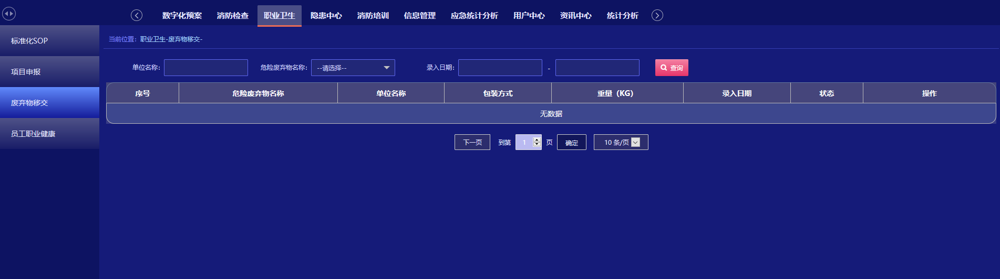 数字化预案 消防检查 职业卫生 隐患中心 消防培训 信息管理 应急统计分析 用户中心 资讯中心 统计分析
标准化SOP
项目申报
废弃物移交
员工职业健康
当前位置：职业卫生-废弃物移交-
单位名称： 危险废弃物名称： --请选择-- 录入日期： - 查询
序号 危险废弃物名称 单位名称 包装方式 重量（KG） 录入日期 状态 操作
无数据
下一页 到第 1 页 确定 10 条/页